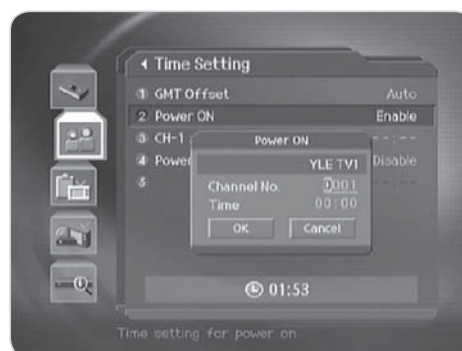 Time Setting
1 GMT Offset Auto
2 Power ON Enable
3 CH-1 --:--
4 Power Disable
5 --:--
Power ON
YLE TV1
Channel No. 0001
Time 00:00
OK Cancel
01:53
Time setting for power on